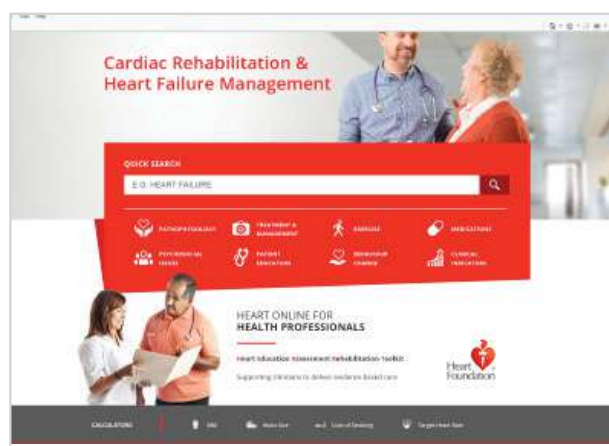 Cardiac Rehabilitation &
Heart Failure Management
QUICK SEARCH
E.G. HEART FAILURE
PATHOPHYSIOLOGY
TREATMENT &
MANAGEMENT
EXERCISE
MEDICATIONS
PSYCHOSOCIAL
ISSUES
PATIENT
EDUCATION
BEHAVIOUR
CHANGE
CLINICAL
INDICATORS
HEART ONLINE FOR
HEALTH PROFESSIONALS
Heart Education Assessment Rehabilitation Toolkit
Supporting clinicians to deliver evidence based care
Heart
Foundation
CALCULATORS
BMI
Waist Size
Cost of Smoking
Target Heart Rate